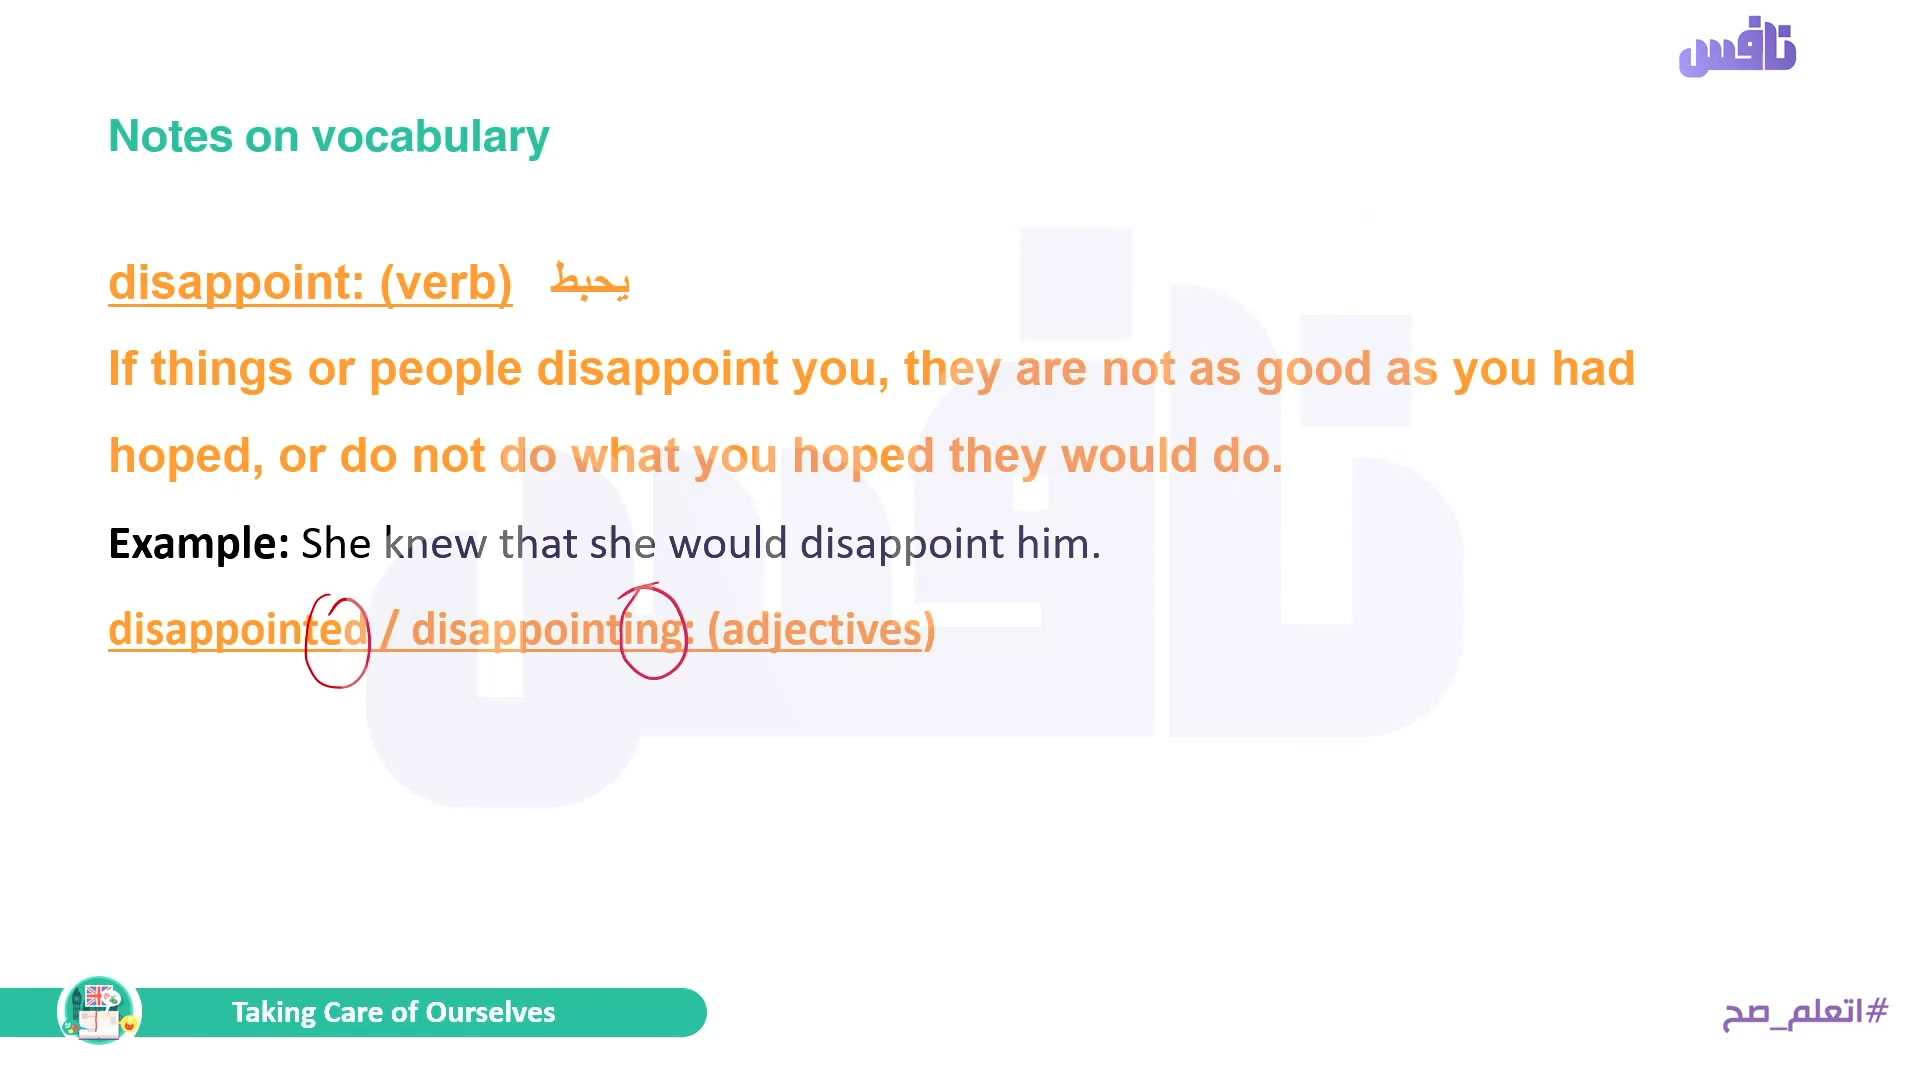 نافس
Notes on vocabulary
disappoint: (verb) يحبط
If things or people disappoint you, they are not as good as you had
hoped, or do not do what you hoped they would do.
Example: She knew that she would disappoint him.
disappointed / disappointing: (adjectives)
Taking Care of Ourselves
#اتعلم_صح